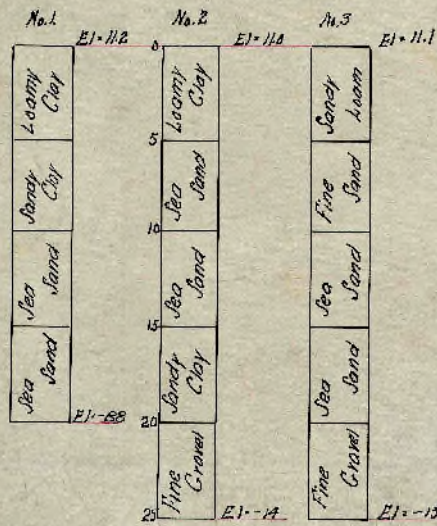 No.1 No.2 No.3
0 El=11.2 El=11.0 El=11.1
Loamy Clay Loamy Clay Sandy Loam
5
Sandy Clay Sea Sand Fine Sand
10
Sea Sand Sea Sand Sea Sand
15
Sea Sand Sandy Clay Sea Sand
20 El=-8.8
Fine Gravel Fine Gravel
25 El=-14 El=-13